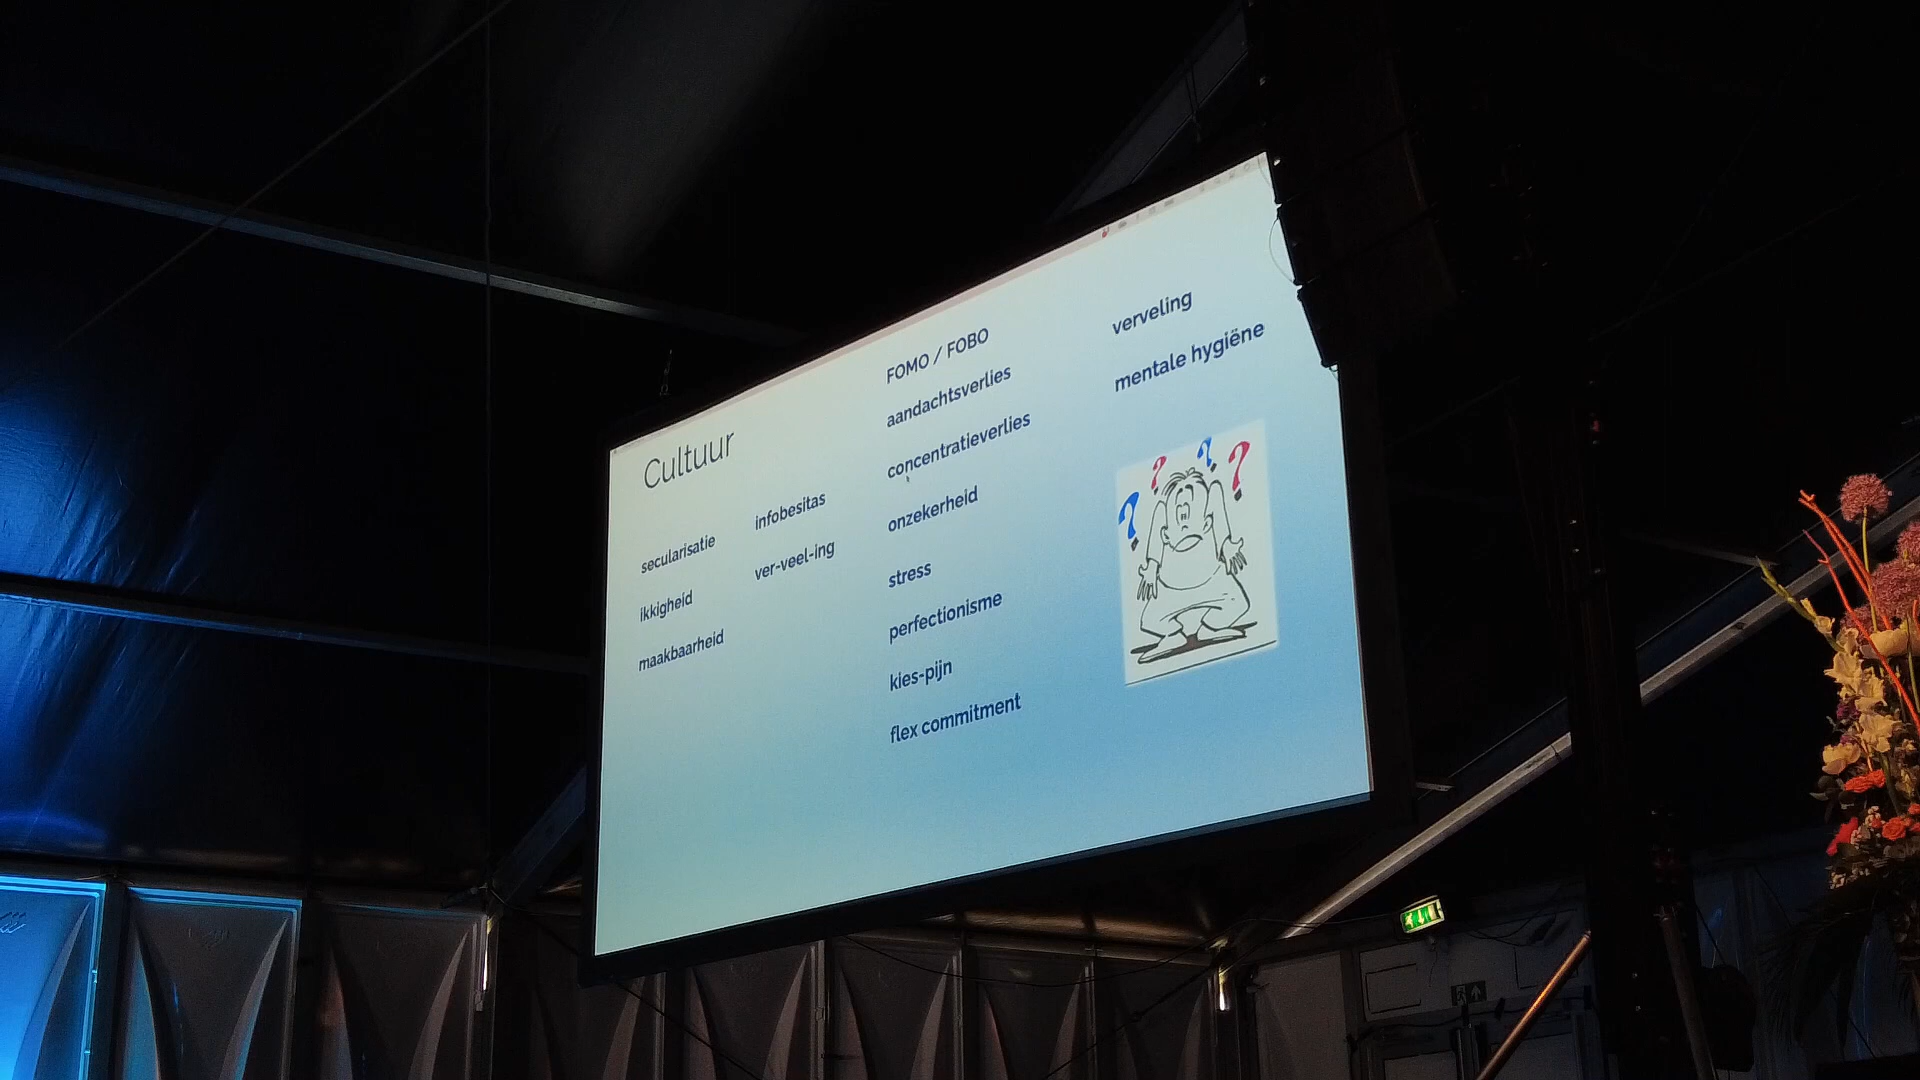 Cultuur
secularisatie
ikkigheid
maakbaarheid
infobesitas
ver-veel-ing
FOMO / FOBO
aandachtsverlies
concentratieverlies
onzekerheid
stress
perfectionisme
kies-pijn
flex commitment
verveling
mentale hygiëne
? ? ? ?